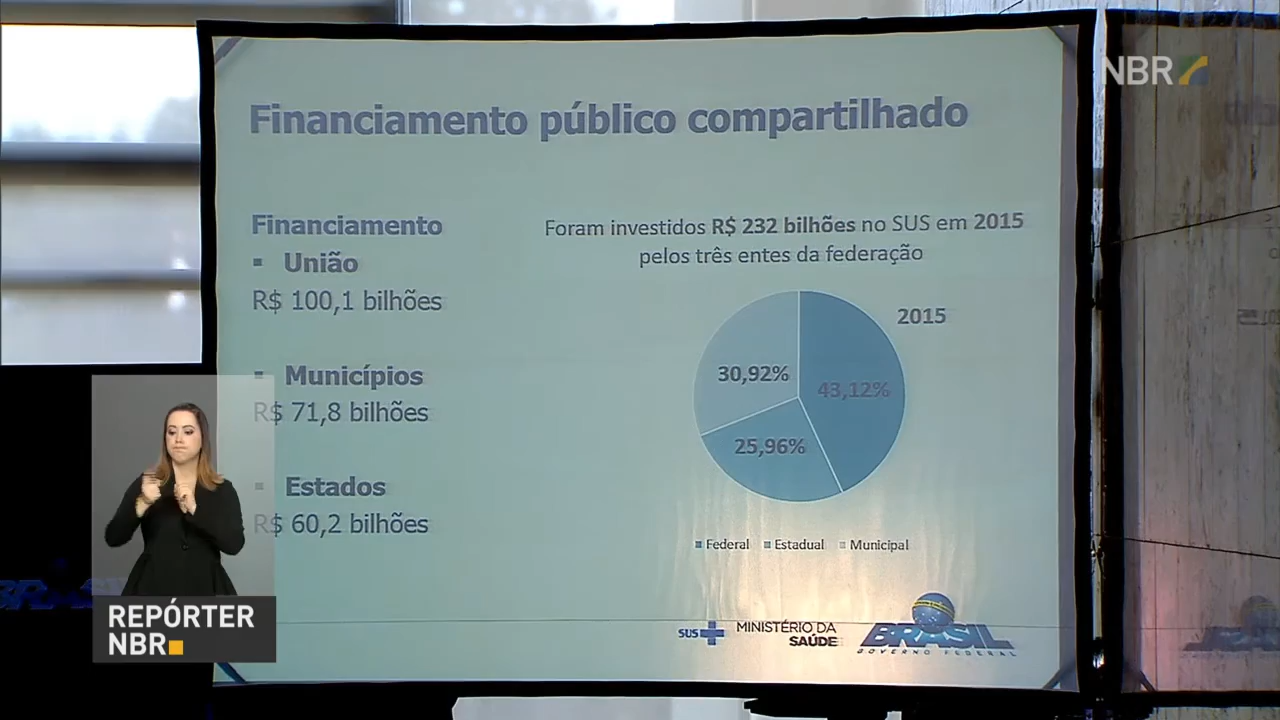 NBR
Financiamento público compartilhado
Financiamento
▪ União
R$ 100,1 bilhões
▪ Municípios
R$ 71,8 bilhões
▪ Estados
R$ 60,2 bilhões
Foram investidos R$ 232 bilhões no SUS em 2015
pelos três entes da federação
2015
30,92%
43,12%
25,96%
Federal Estadual Municipal
SUS
MINISTÉRIO DA
SAÚDE
BRASIL
GOVERNO FEDERAL
BRASIL
REPÓRTER
NBR